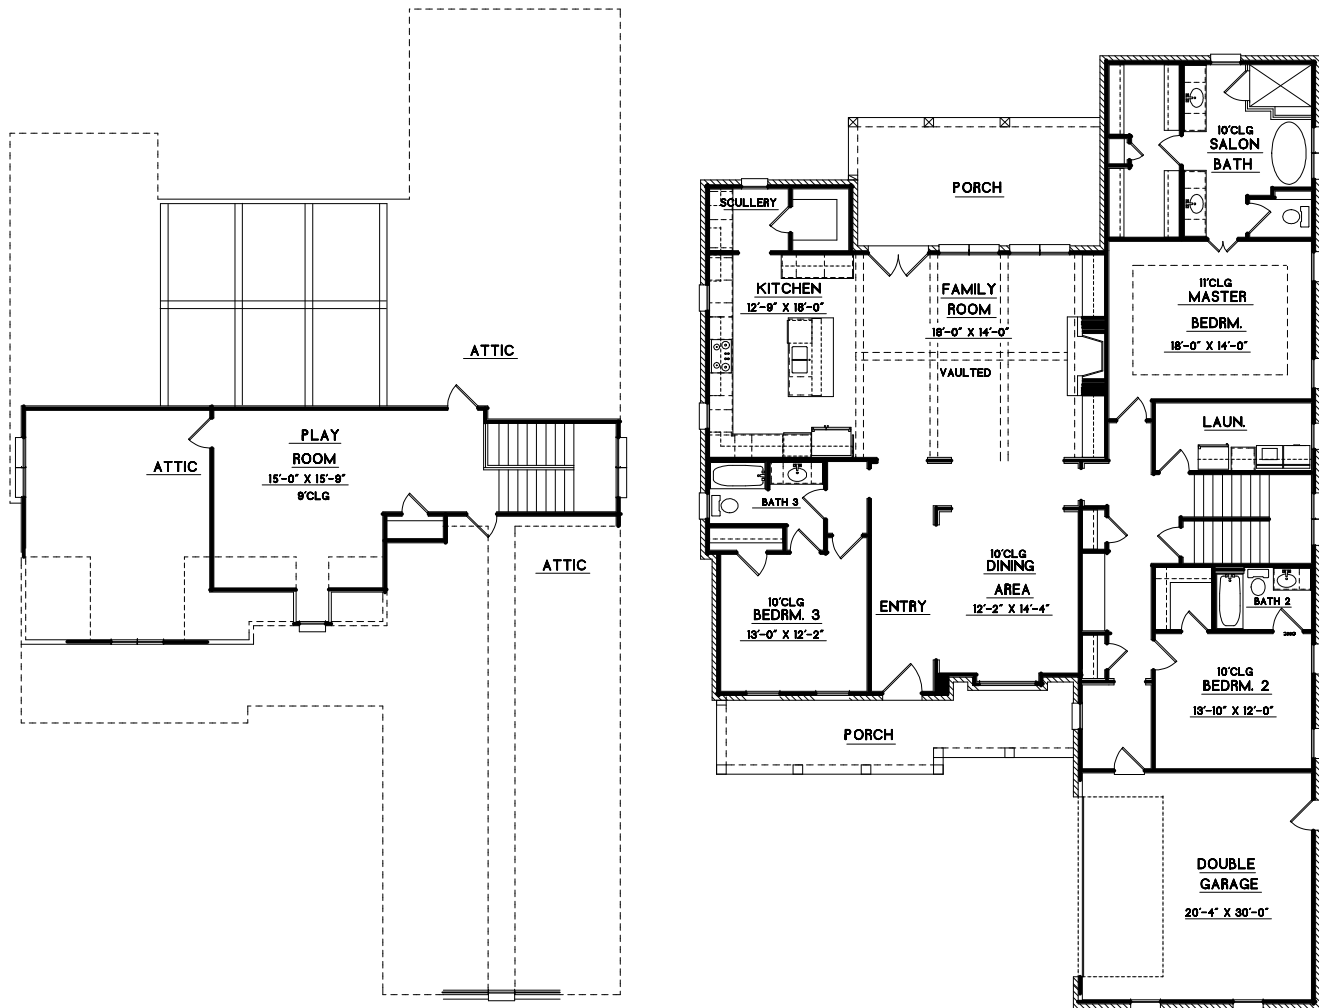 ATTIC
PLAY
ROOM
15'-0" X 15'-9"
9'CLG
ATTIC
ATTIC
10'CLG
SALON
BATH
PORCH
SCULLERY
KITCHEN
12'-9" X 18'-0"
FAMILY
ROOM
18'-0" X 14'-0"
VAULTED
11'CLG
MASTER
BEDRM.
18'-0" X 14'-0"
LAUN.
BATH 3
10'CLG
DINING
AREA
12'-2" X 14'-4"
ENTRY
10'CLG
BEDRM. 3
13'-0" X 12'-2"
BATH 2
10'CLG
BEDRM. 2
13'-10" X 12'-0"
PORCH
DOUBLE
GARAGE
20'-4" X 30'-0"